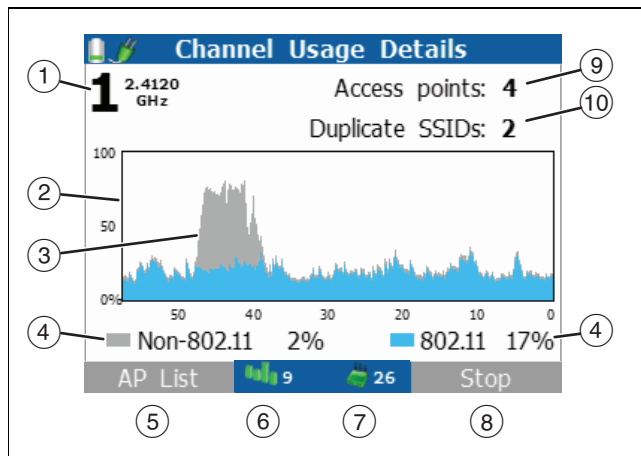 Channel Usage Details
1 2.4120 GHz
Access points: 4
Duplicate SSIDs: 2
100
50
0%
50 40 30 20 10 0
Non-802.11 2% 802.11 17%
AP List 9 26 Stop
1
2
3
4
9
10
4
5 6 7 8